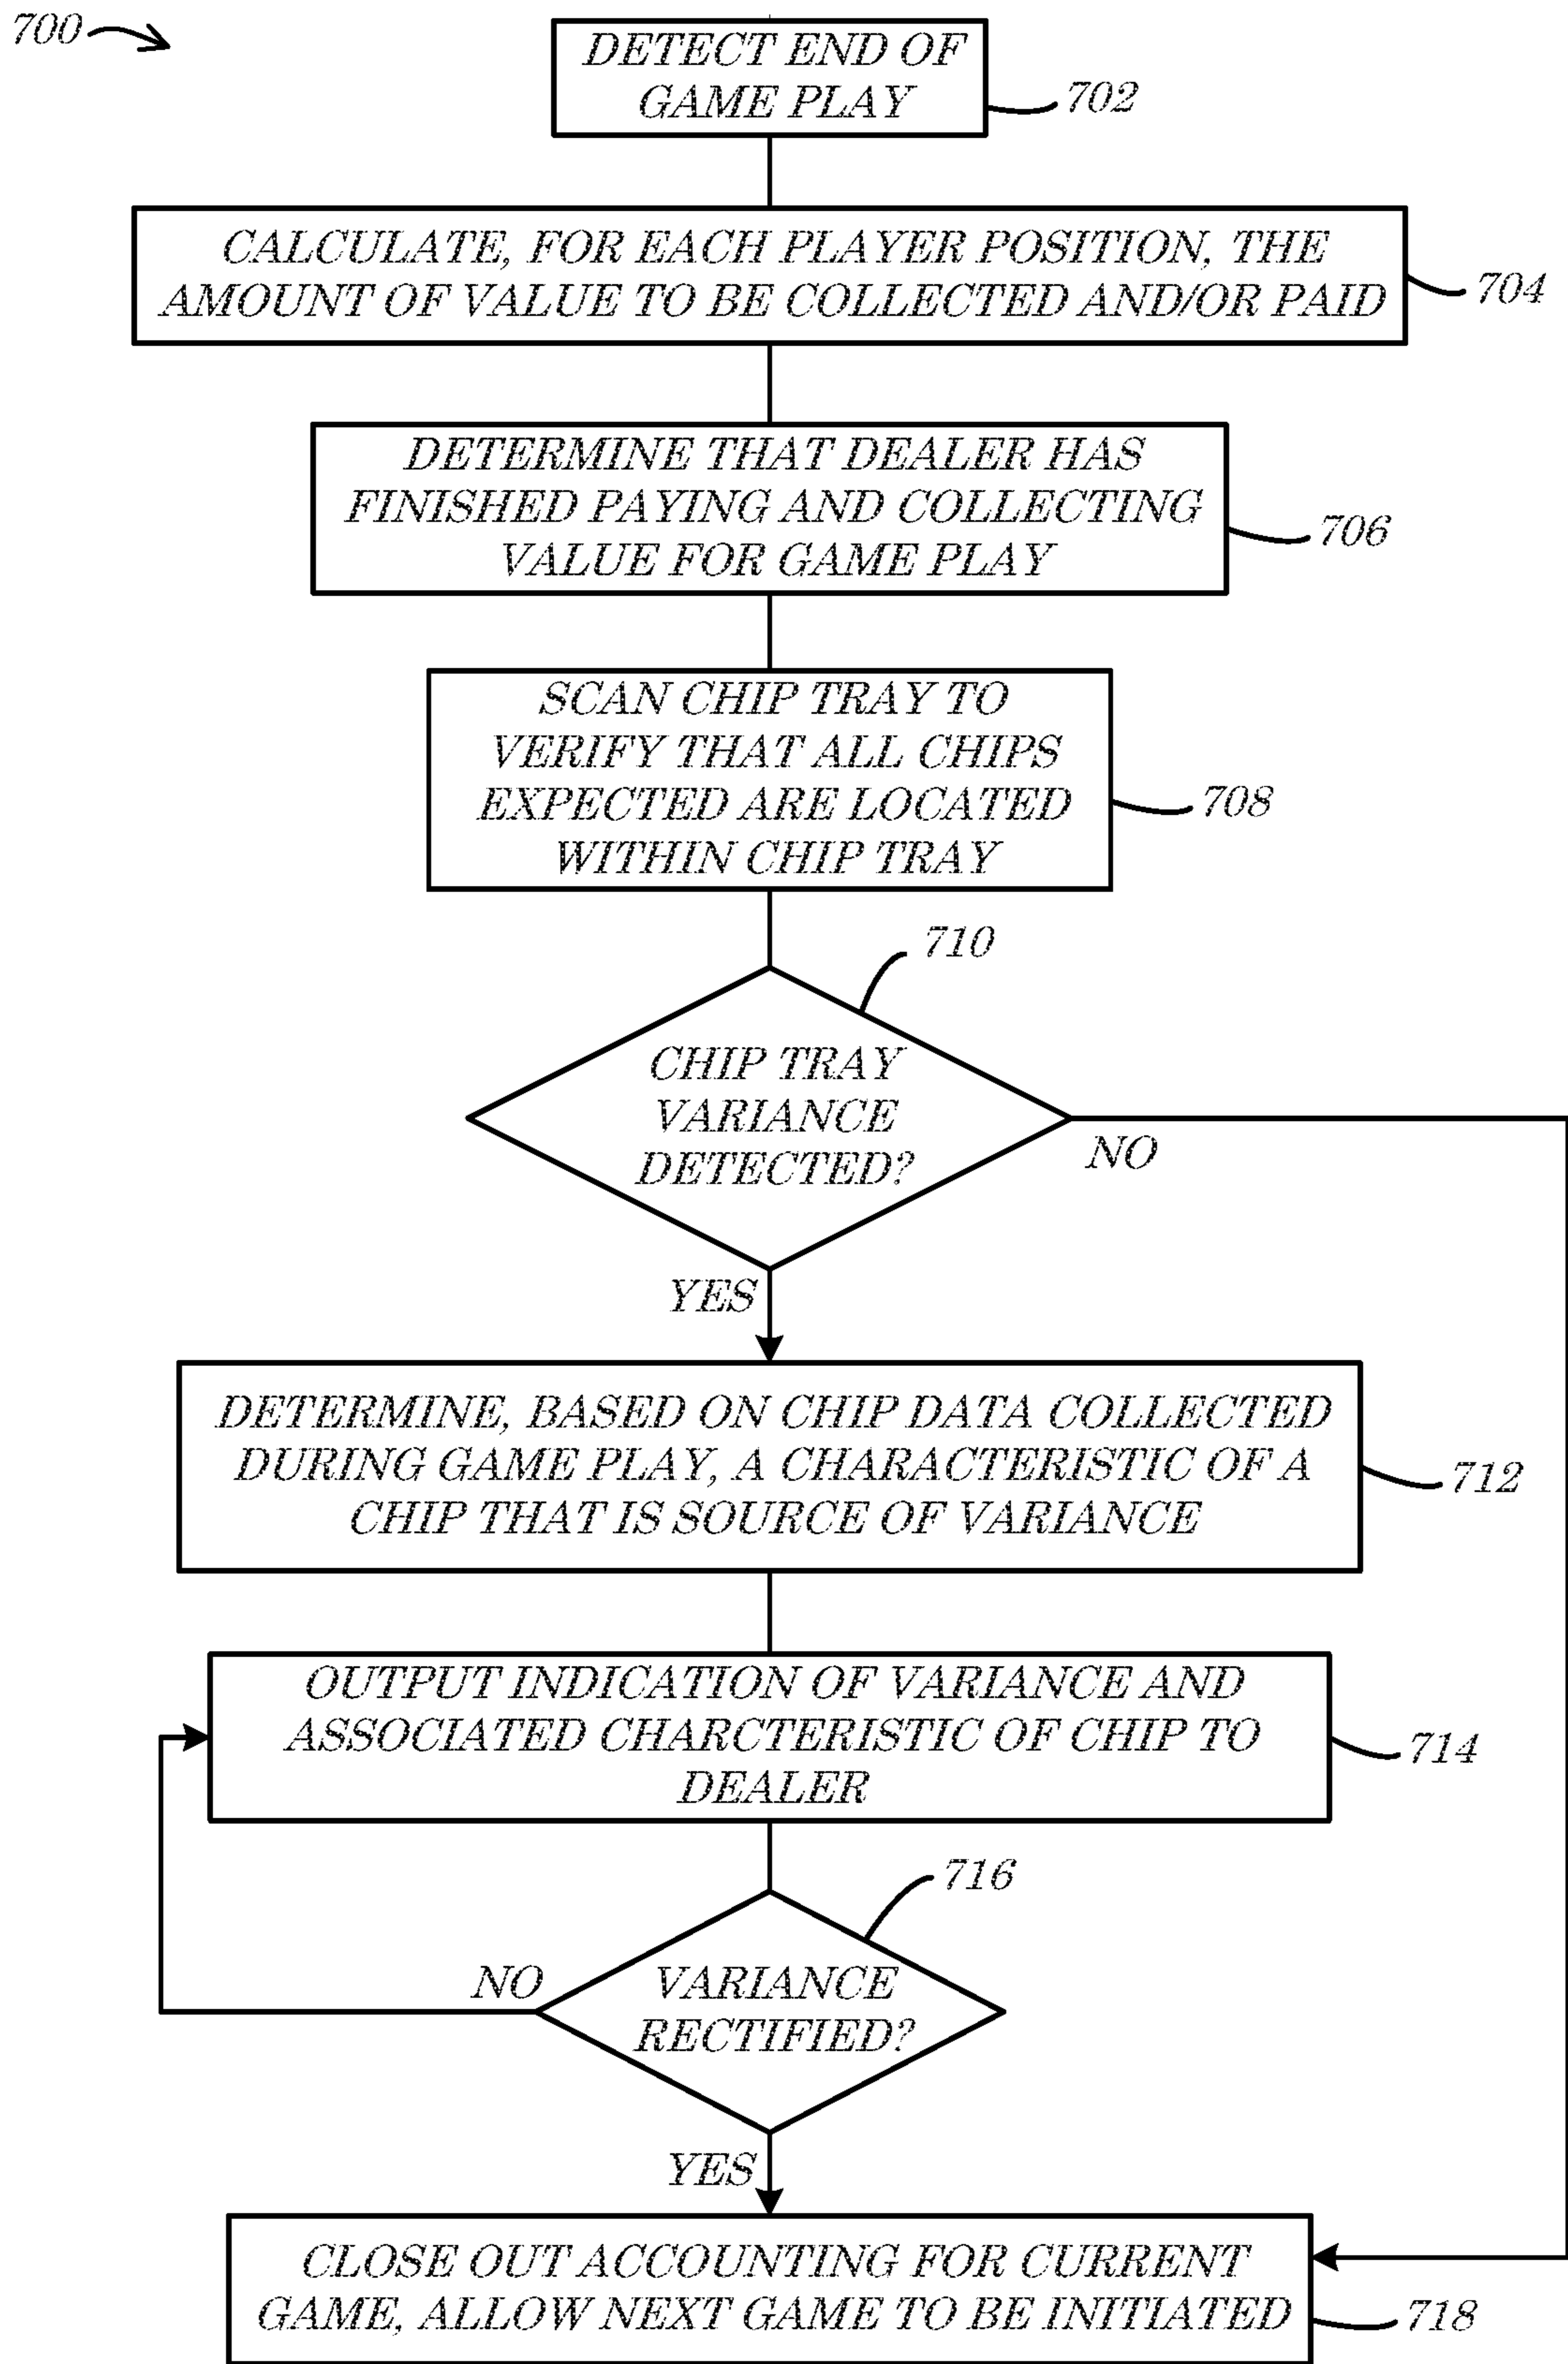 700
DETECT END OF
GAME PLAY
702
CALCULATE, FOR EACH PLAYER POSITION, THE
AMOUNT OF VALUE TO BE COLLECTED AND/OR PAID
704
DETERMINE THAT DEALER HAS
FINISHED PAYING AND COLLECTING
VALUE FOR GAME PLAY
706
SCAN CHIP TRAY TO
VERIFY THAT ALL CHIPS
EXPECTED ARE LOCATED
WITHIN CHIP TRAY
708
710
CHIP TRAY
VARIANCE
DETECTED?
NO
YES
DETERMINE, BASED ON CHIP DATA COLLECTED
DURING GAME PLAY, A CHARACTERISTIC OF A
CHIP THAT IS SOURCE OF VARIANCE
712
OUTPUT INDICATION OF VARIANCE AND
ASSOCIATED CHARCTERISTIC OF CHIP TO
DEALER
714
716
NO
VARIANCE
RECTIFIED?
YES
CLOSE OUT ACCOUNTING FOR CURRENT
GAME, ALLOW NEXT GAME TO BE INITIATED
718